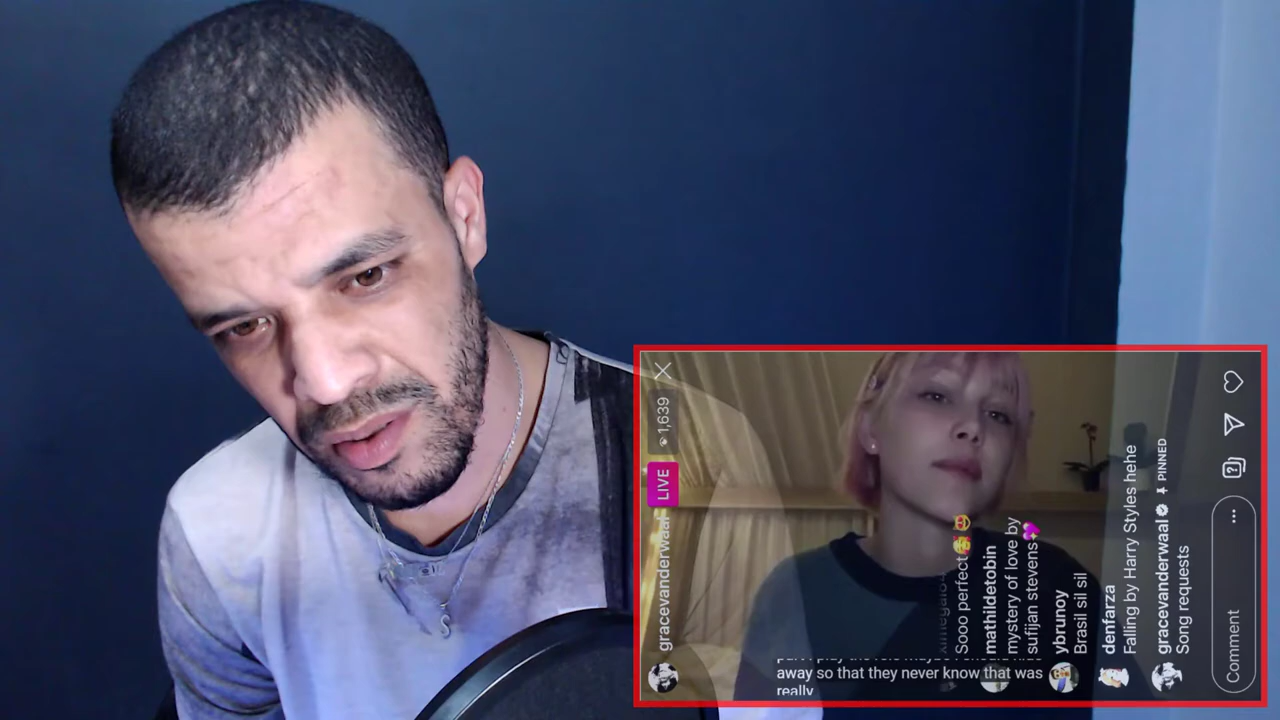 gracevanderwaal
LIVE
1,639
Sooo perfect 🥰😍
mathildetobin
mystery of love by
sufijan stevens💘
ybrunoy
Brasil sil sil
denfarza
Falling by Harry Styles hehe
gracevanderwaal PINNED
Song requests
Comment
away so that they never know that was
really
S